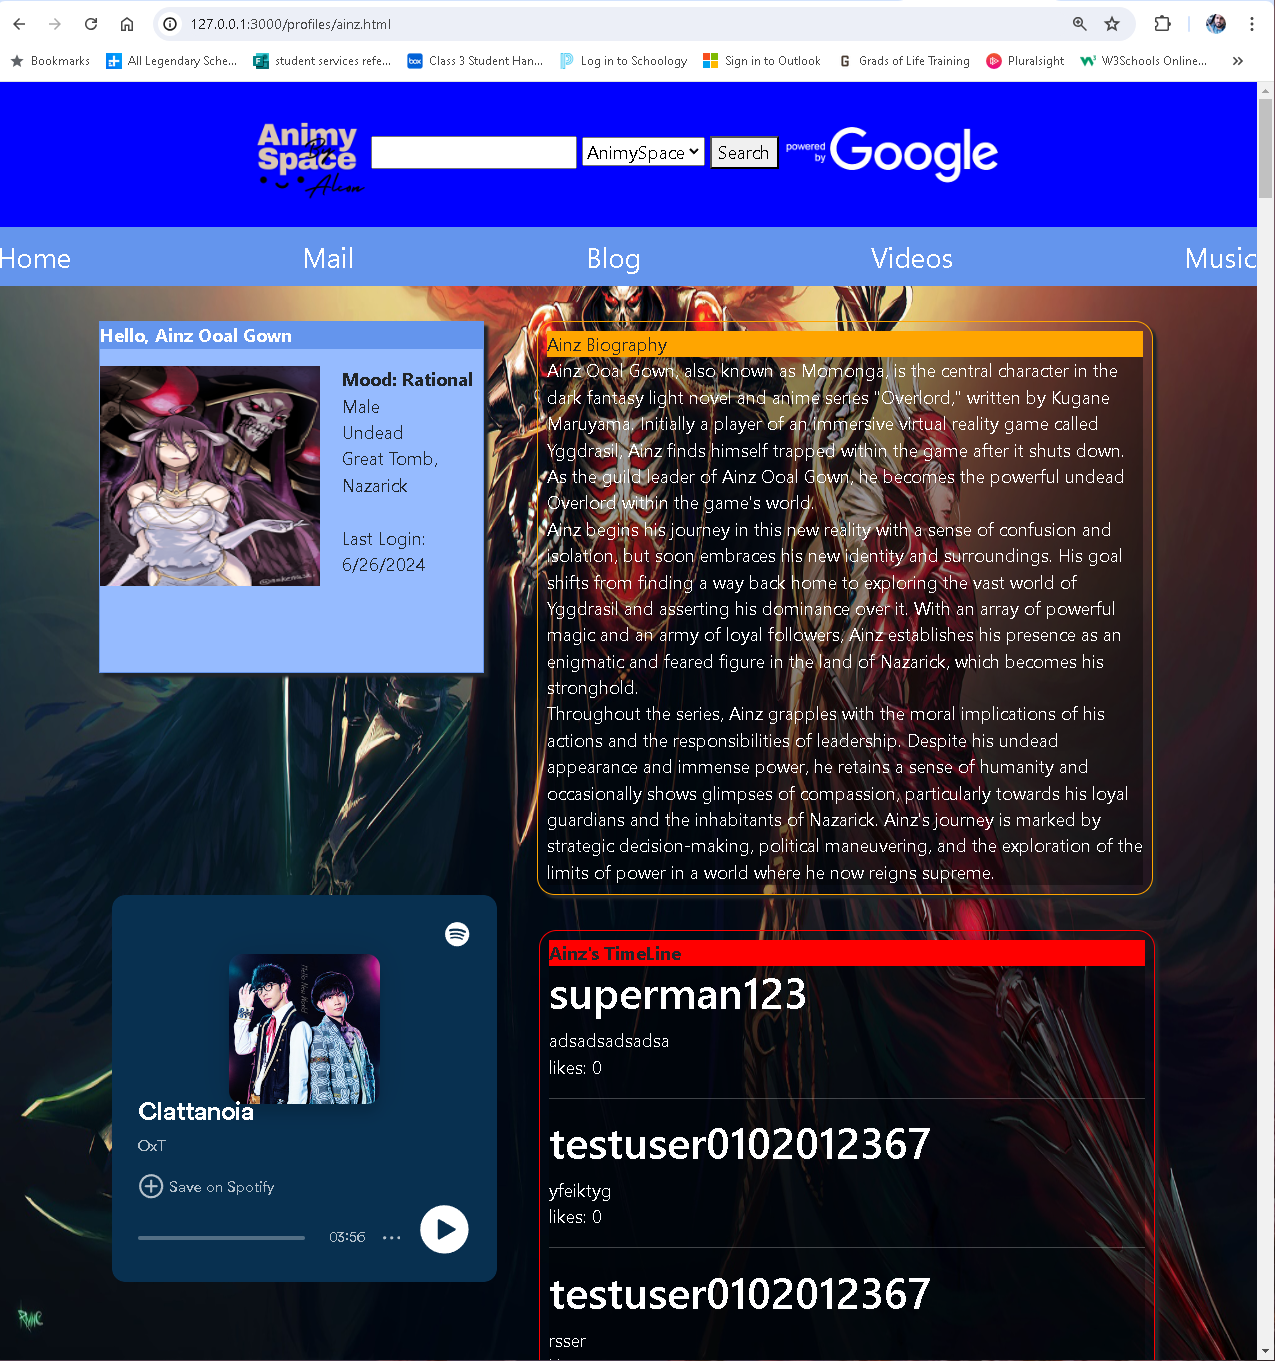 127.0.0.1:3000/profiles/ainz.html
Bookmarks
All Legendary Sche...
student services refe...
box
Class 3 Student Han...
Log in to Schoology
Sign in to Outlook
G
Grads of Life Training
Pluralsight
W3Schools Online...
Animy
Space
By
Alcon
AnimySpace
Search
powered
by
Google
Home
Mail
Blog
Videos
Music
Hello, Ainz Ooal Gown
Mood: Rational
Male
Undead
Great Tomb,
Nazarick
Last Login:
6/26/2024
Ainz Biography
Ainz Ooal Gown, also known as Momonga, is the central character in the
dark fantasy light novel and anime series "Overlord," written by Kugane
Maruyama. Initially a player of an immersive virtual reality game called
Yggdrasil, Ainz finds himself trapped within the game after it shuts down.
As the guild leader of Ainz Ooal Gown, he becomes the powerful undead
Overlord within the game's world.
Ainz begins his journey in this new reality with a sense of confusion and
isolation, but soon embraces his new identity and surroundings. His goal
shifts from finding a way back home to exploring the vast world of
Yggdrasil and asserting his dominance over it. With an array of powerful
magic and an army of loyal followers, Ainz establishes his presence as an
enigmatic and feared figure in the land of Nazarick, which becomes his
stronghold.
Throughout the series, Ainz grapples with the moral implications of his
actions and the responsibilities of leadership. Despite his undead
appearance and immense power, he retains a sense of humanity and
occasionally shows glimpses of compassion, particularly towards his loyal
guardians and the inhabitants of Nazarick. Ainz's journey is marked by
strategic decision-making, political maneuvering, and the exploration of the
limits of power in a world where he now reigns supreme.
Hello New World
Clattanoia
OxT
Save on Spotify
03:56
Ainz's TimeLine
superman123
adsadsadsadsa
likes: 0
testuser0102012367
yfeiktyg
likes: 0
testuser0102012367
rsser